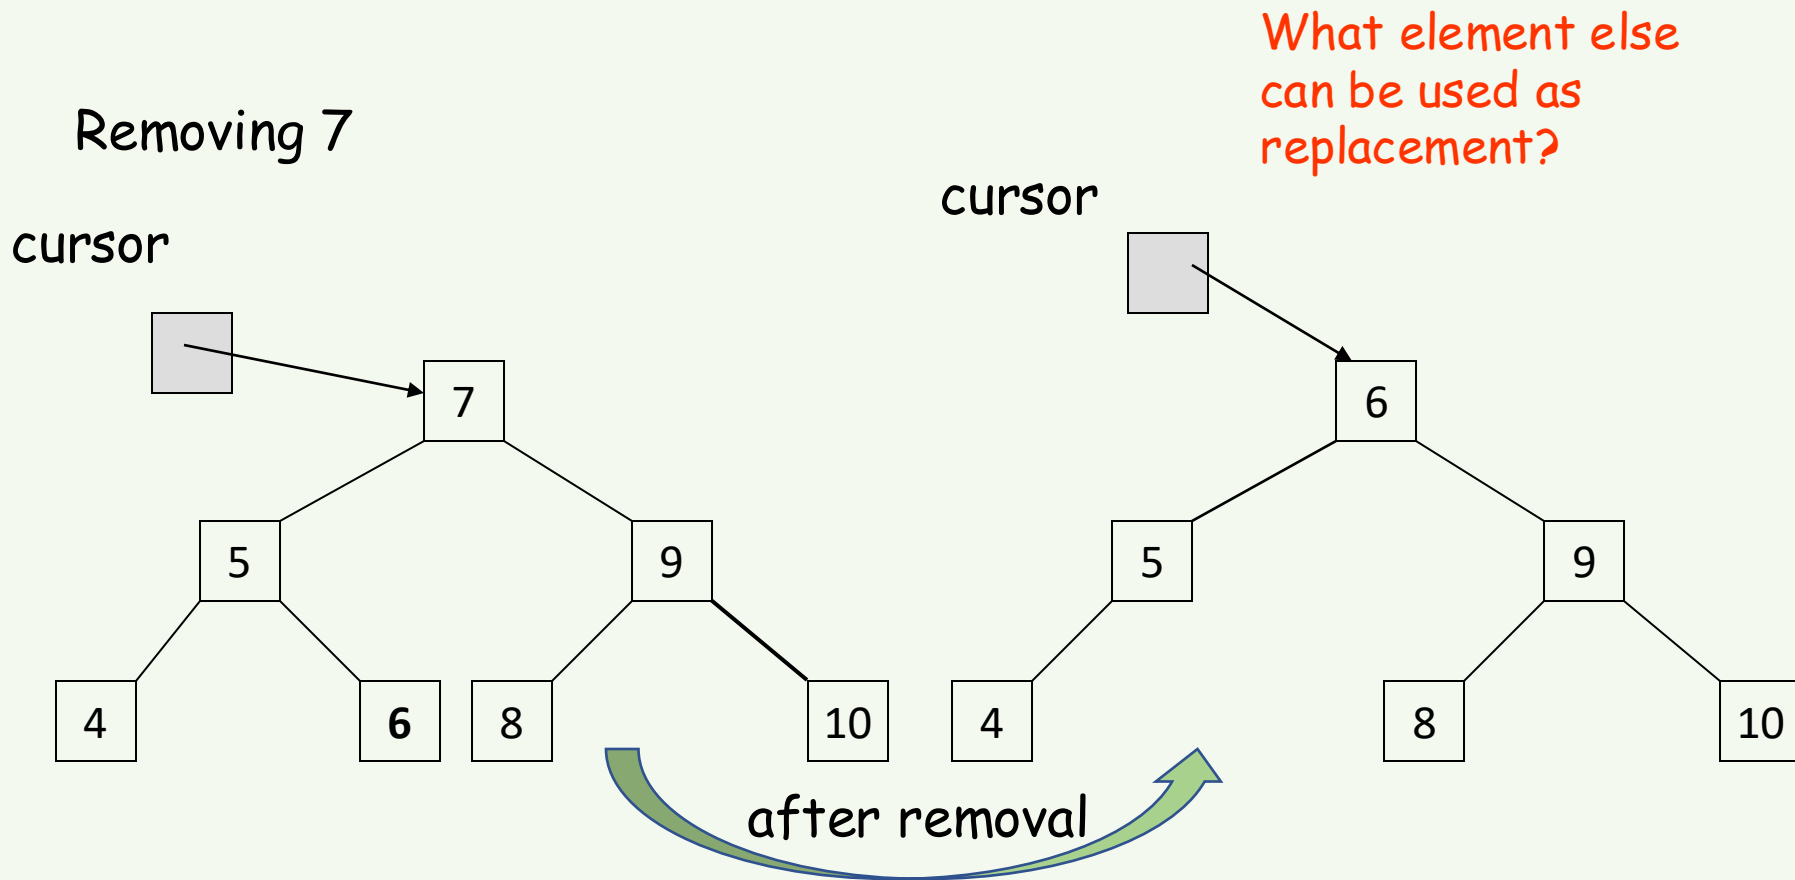 What element else
can be used as
replacement?
Removing 7
cursor
cursor
7
5
9
4
6
8
10
6
5
9
4
8
10
after removal